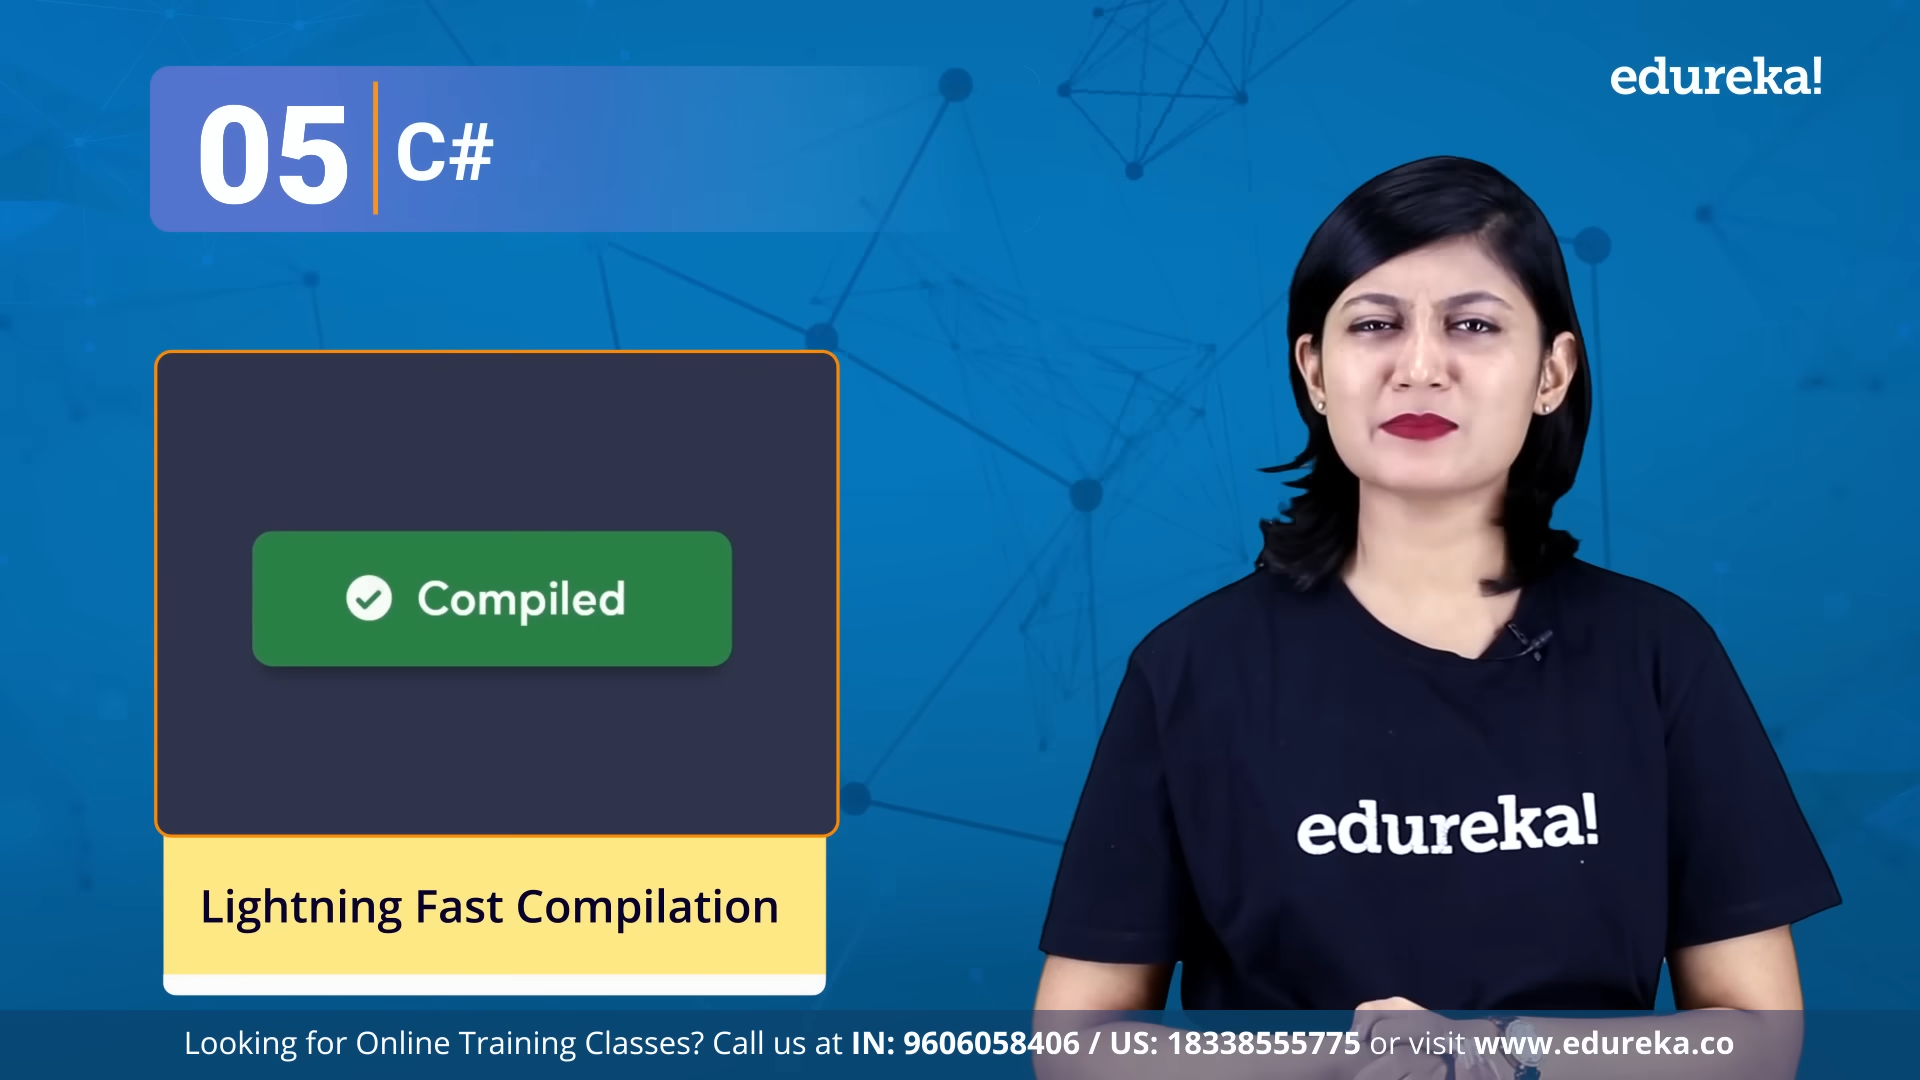 05
C#
edureka!
Compiled
Lightning Fast Compilation
edureka!
Looking for Online Training Classes? Call us at IN: 9606058406 / US: 18338555775 or visit www.edureka.co